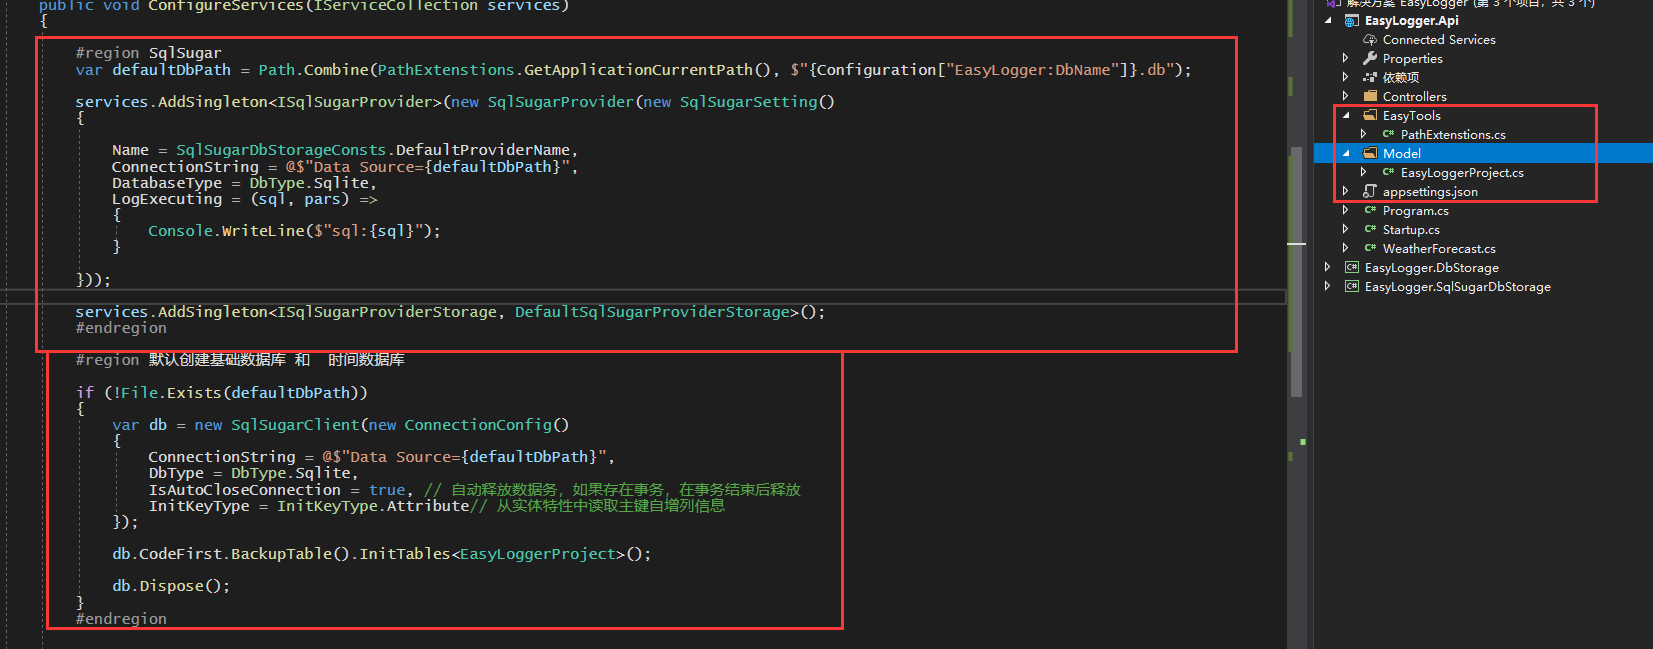 public void ConfigureServices(IServiceCollection services)
{
#region SqlSugar
var defaultDbPath = Path.Combine(PathExtenstions.GetApplicationCurrentPath(), $"{Configuration["EasyLogger:DbName"]}.db");
services.AddSingleton<ISqlSugarProvider>(new SqlSugarProvider(new SqlSugarSetting()
{
Name = SqlSugarDbStorageConsts.DefaultProviderName,
ConnectionString = @$"Data Source={defaultDbPath}",
DatabaseType = DbType.Sqlite,
LogExecuting = (sql, pars) =>
{
Console.WriteLine($"sql:{sql}");
}
}));
services.AddSingleton<ISqlSugarProviderStorage, DefaultSqlSugarProviderStorage>();
#endregion
#region 默认创建基础数据库 和  时间数据库
if (!File.Exists(defaultDbPath))
{
var db = new SqlSugarClient(new ConnectionConfig()
{
ConnectionString = @$"Data Source={defaultDbPath}",
DbType = DbType.Sqlite,
IsAutoCloseConnection = true, // 自动释放数据务，如果存在事务，在事务结束后释放
InitKeyType = InitKeyType.Attribute// 从实体特性中读取主键自增列信息
});
db.CodeFirst.BackupTable().InitTables<EasyLoggerProject>();
db.Dispose();
}
#endregion
解决方案"EasyLogger"(第 3 个项目，共 3 个)
EasyLogger.Api
Connected Services
Properties
依赖项
Controllers
EasyTools
C# PathExtenstions.cs
Model
C# EasyLoggerProject.cs
appsettings.json
C# Program.cs
C# Startup.cs
C# WeatherForecast.cs
C# EasyLogger.DbStorage
C# EasyLogger.SqlSugarDbStorage